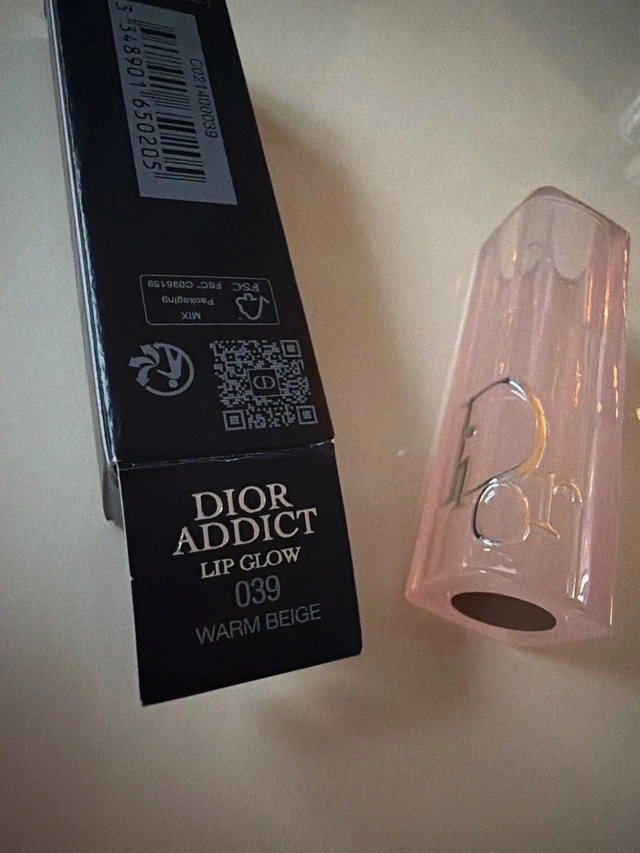 C021400039
3 348901 650205
FSC® C095159
FSC
Packaging
MIX
DIOR
ADDICT
LIP GLOW
039
WARM BEIGE
Dior